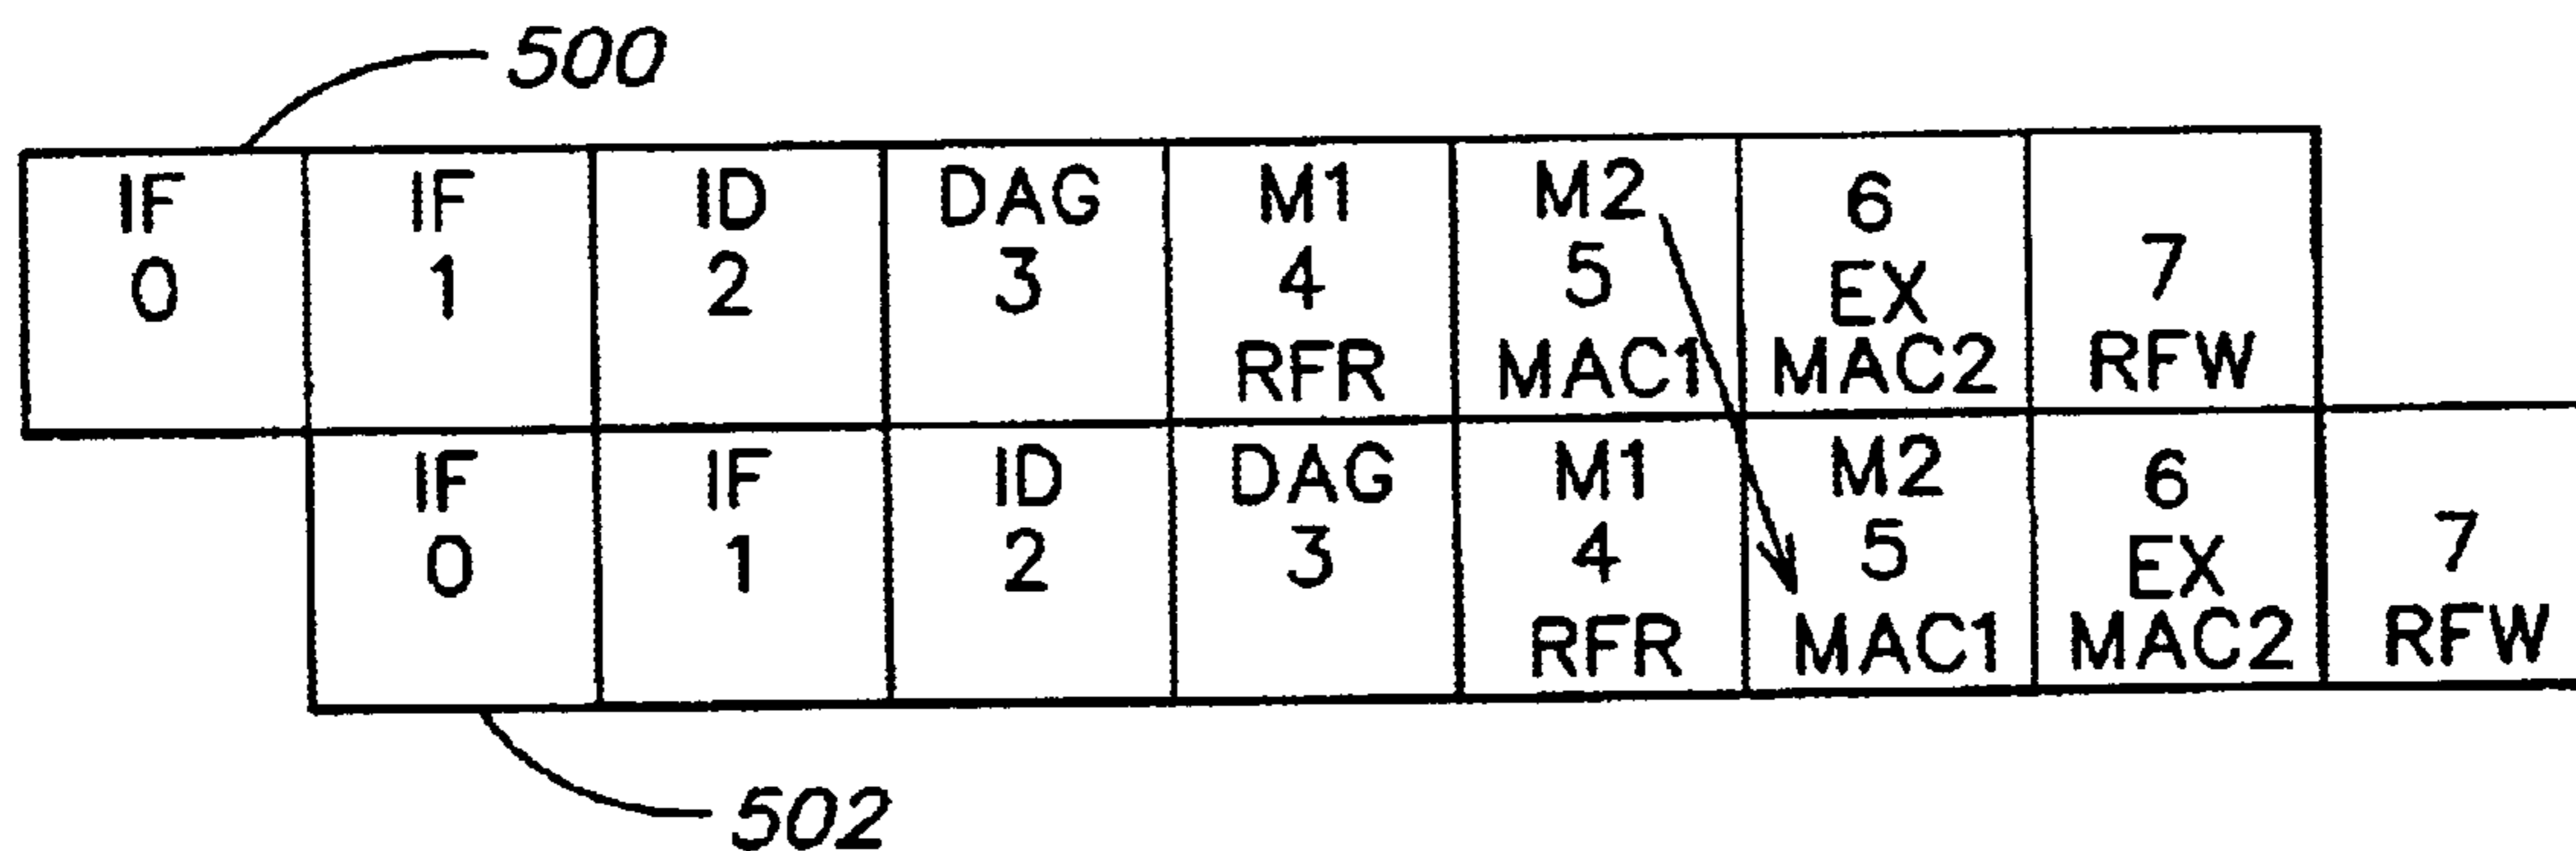 500
IF IF ID DAG M1 M2 6
0 1 2 3 4 5 EX 7
RFR MAC1 MAC2 RFW
IF IF ID DAG M1 M2 6
0 1 2 3 4 5 EX 7
RFR MAC1 MAC2 RFW
502